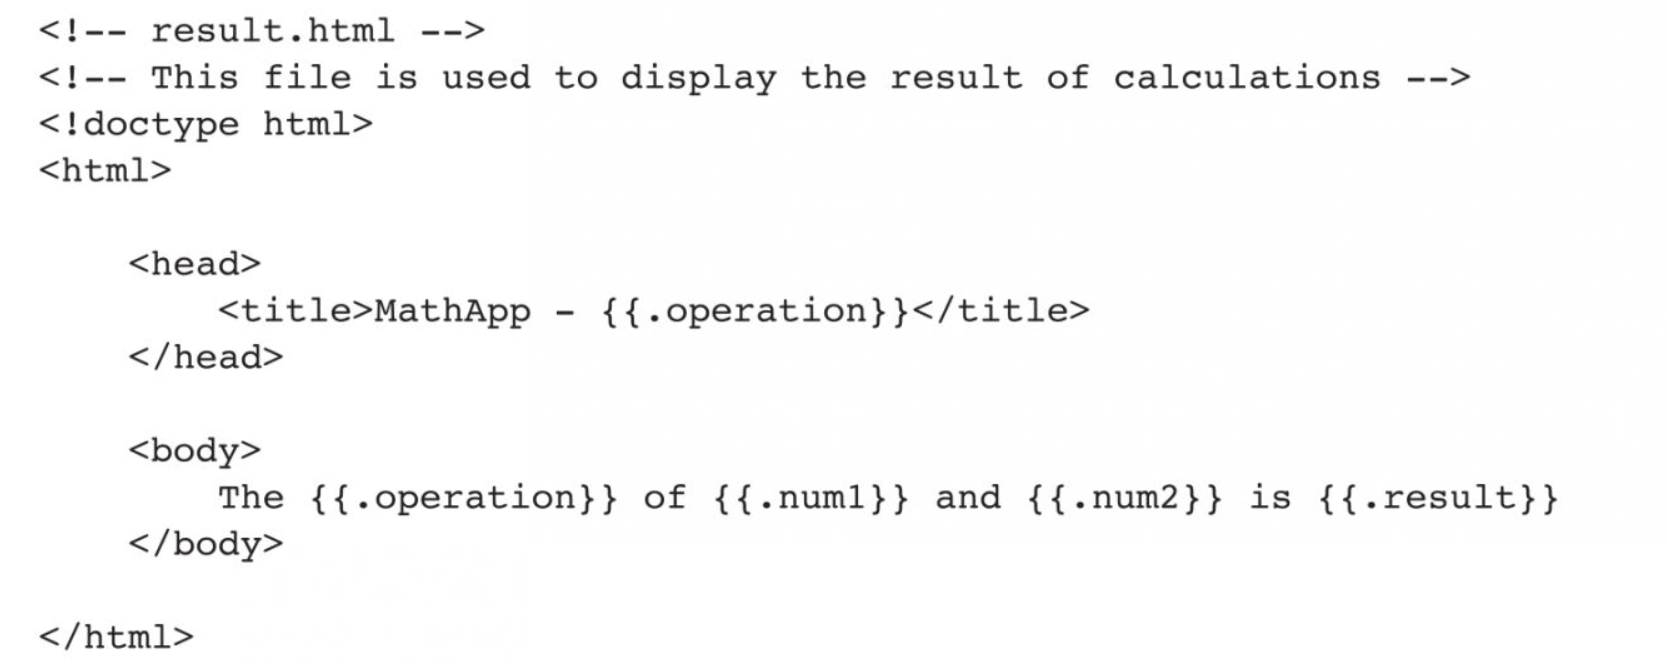 <!-- result.html -->
<!-- This file is used to display the result of calculations -->
<!doctype html>
<html>
<head>
<title>MathApp - {{.operation}}</title>
</head>
<body>
The {{.operation}} of {{.num1}} and {{.num2}} is {{.result}}
</body>
</html>